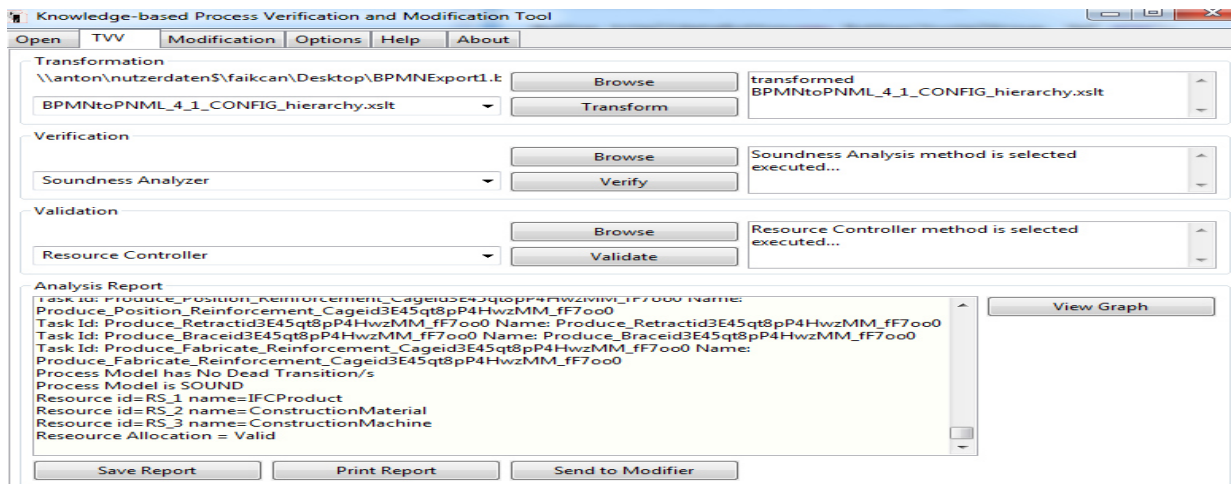 Knowledge-based Process Verification and Modification Tool
Open TVV Modification Options Help About
Transformation
\\anton\nutzerdaten$\faikcan\Desktop\BPMNExport1.b
Browse
transformed
BPMNtoPNML_4_1_CONFIG_hierarchy.xslt
BPMNtoPNML_4_1_CONFIG_hierarchy.xslt
Transform
Verification
Browse
Soundness Analysis method is selected
executed...
Soundness Analyzer
Verify
Validation
Browse
Resource Controller method is selected
executed...
Resource Controller
Validate
Analysis Report
Task Id: Produce_Position_Reinforcement_Cageid3E45qt8pP4HwzMM_fF7oo0 Name:
Produce_Position_Reinforcement_Cageid3E45qt8pP4HwzMM_fF7oo0
Task Id: Produce_Retractid3E45qt8pP4HwzMM_fF7oo0 Name: Produce_Retractid3E45qt8pP4HwzMM_fF7oo0
Task Id: Produce_Braceid3E45qt8pP4HwzMM_fF7oo0 Name: Produce_Braceid3E45qt8pP4HwzMM_fF7oo0
Task Id: Produce_Fabricate_Reinforcement_Cageid3E45qt8pP4HwzMM_fF7oo0 Name:
Produce_Fabricate_Reinforcement_Cageid3E45qt8pP4HwzMM_fF7oo0
Process Model has No Dead Transition/s
Process Model is SOUND
Resource id=RS_1 name=IFCProduct
Resource id=RS_2 name=ConstructionMaterial
Resource id=RS_3 name=ConstructionMachine
Reseource Allocation = Valid
View Graph
Save Report
Print Report
Send to Modifier